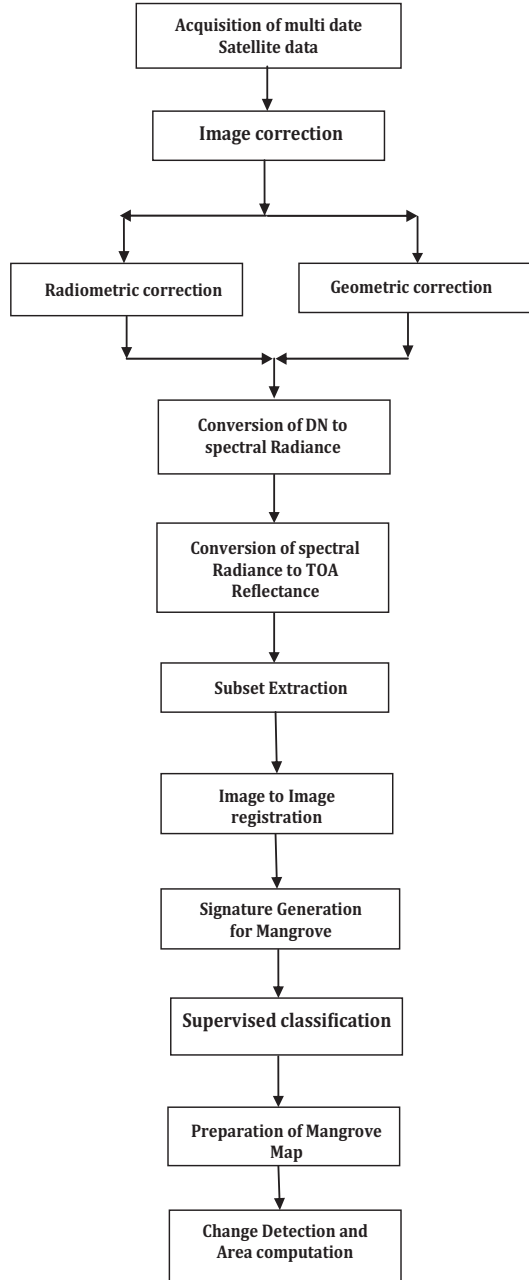 Acquisition of multi date
Satellite data
Image correction
Radiometric correction
Geometric correction
Conversion of DN to
spectral Radiance
Conversion of spectral
Radiance to TOA
Reflectance
Subset Extraction
Image to Image
registration
Signature Generation
for Mangrove
Supervised classification
Preparation of Mangrove
Map
Change Detection and
Area computation